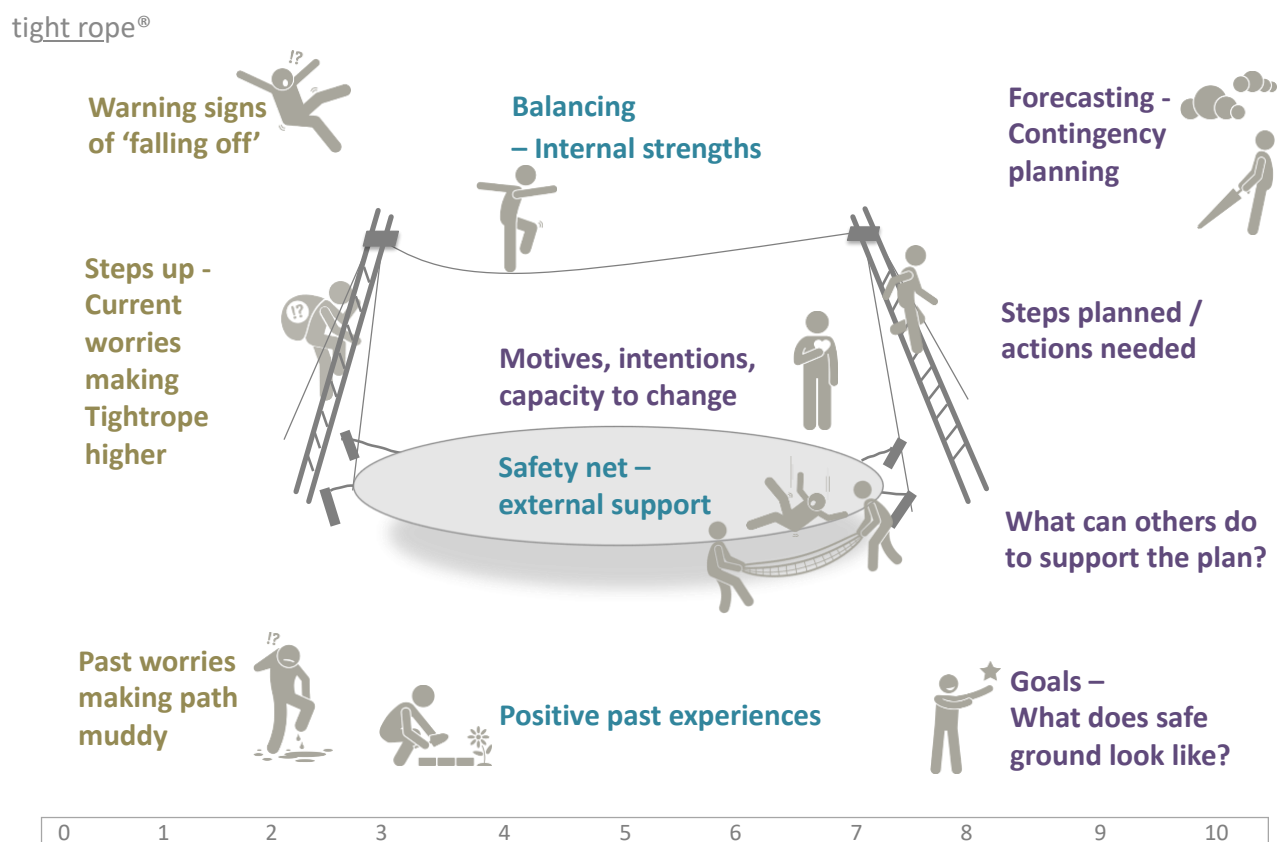 tight rope®
!?
Warning signs
of ‘falling off’
Balancing
– Internal strengths
Forecasting -
Contingency
planning
Steps up -
Current
worries
making
Tightrope
higher
!?
Motives, intentions,
capacity to change
Steps planned /
actions needed
Safety net –
external support
What can others do
to support the plan?
Past worries
making path
muddy
!?
Positive past experiences
Goals –
What does safe
ground look like?
0 1 2 3 4 5 6 7 8 9 10